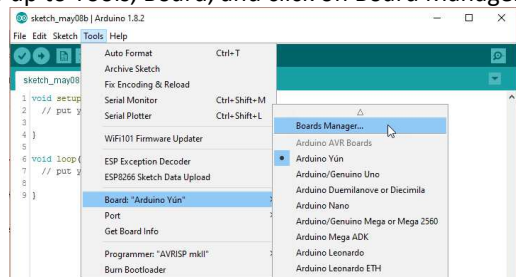 up to Tools, Board, and click on Board Manage
sketch_may08b | Arduino 1.8.2
File Edit Sketch Tools Help
sketch_may08
1 void setup
2 // put y
3
4 }
5
6 void loop(
7 // put y
8
9 }
Auto Format Ctrl+T
Archive Sketch
Fix Encoding & Reload
Serial Monitor Ctrl+Shift+M
Serial Plotter Ctrl+Shift+L
WiFi101 Firmware Updater
ESP Exception Decoder
ESP8266 Sketch Data Upload
Board: "Arduino Yún"
Port
Get Board Info
Programmer: "AVRISP mkII"
Burn Bootloader
Boards Manager...
Arduino AVR Boards
Arduino Yún
Arduino/Genuino Uno
Arduino Duemilanove or Diecimila
Arduino Nano
Arduino/Genuino Mega or Mega 2560
Arduino Mega ADK
Arduino Leonardo
Arduino Leonardo ETH